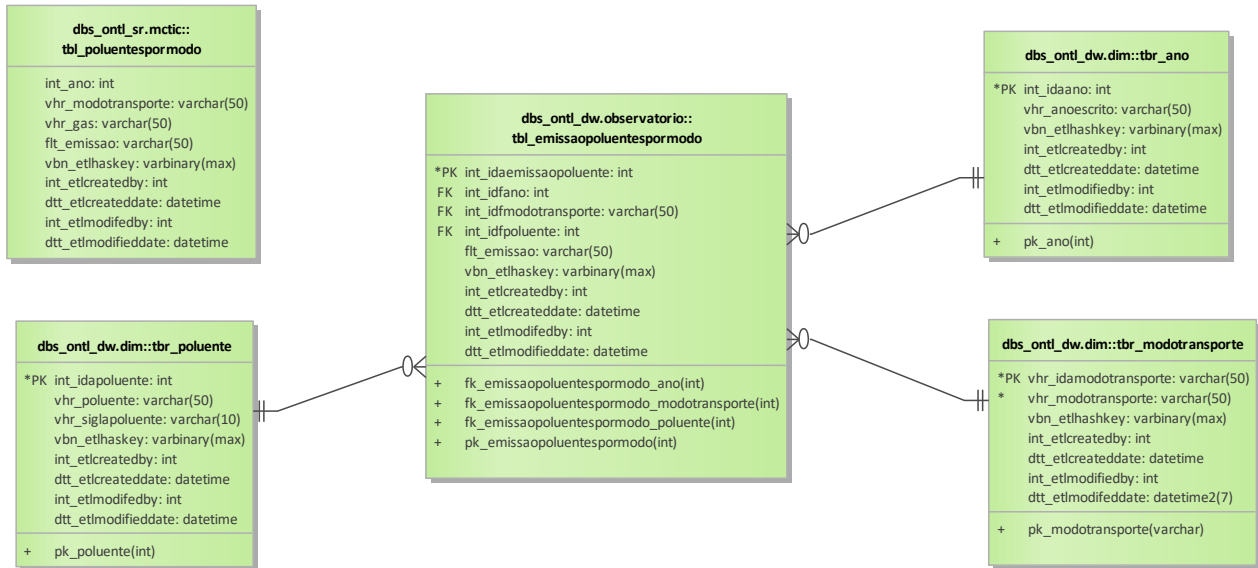 dbs_ontl_sr.mctic::
tbl_poluentespormodo
int_ano: int
vhr_modotransporte: varchar(50)
vhr_gas: varchar(50)
flt_emissao: varchar(50)
vbn_etlhaskey: varbinary(max)
int_etlcreatedby: int
dtt_etlcreateddate: datetime
int_etlmodifedby: int
dtt_etlmodifieddate: datetime
dbs_ontl_dw.dim::tbr_poluente
*PK int_idapoluente: int
vhr_poluente: varchar(50)
vhr_siglapoluente: varchar(10)
vbn_etlhaskey: varbinary(max)
int_etlcreatedby: int
dtt_etlcreateddate: datetime
int_etlmodifedby: int
dtt_etlmodifieddate: datetime
+ pk_poluente(int)
dbs_ontl_dw.observatorio::
tbl_emissaopoluentespormodo
*PK int_idaemissaopoluente: int
FK int_idfano: int
FK int_idfmodotransporte: varchar(50)
FK int_idfpoluente: int
flt_emissao: varchar(50)
vbn_etlhaskey: varbinary(max)
int_etlcreatedby: int
dtt_etlcreateddate: datetime
int_etlmodifedby: int
dtt_etlmodifieddate: datetime
+ fk_emissaopoluentespormodo_ano(int)
+ fk_emissaopoluentespormodo_modotransporte(int)
+ fk_emissaopoluentespormodo_poluente(int)
+ pk_emissaopoluentespormodo(int)
dbs_ontl_dw.dim::tbr_ano
*PK int_idaano: int
vhr_anoescrito: varchar(50)
vbn_etlhashkey: varbinary(max)
int_etlcreatedby: int
dtt_etlcreateddate: datetime
int_etlmodifiedby: int
dtt_etlmodifieddate: datetime
+ pk_ano(int)
dbs_ontl_dw.dim::tbr_modotransporte
*PK vhr_idamodotransporte: varchar(50)
* vhr_modotransporte: varchar(50)
vbn_etlhashkey: varbinary(max)
int_etlcreatedby: int
dtt_etlcreateddate: datetime
int_etlmodifiedby: int
dtt_etlmodifeddate: datetime2(7)
+ pk_modotransporte(varchar)